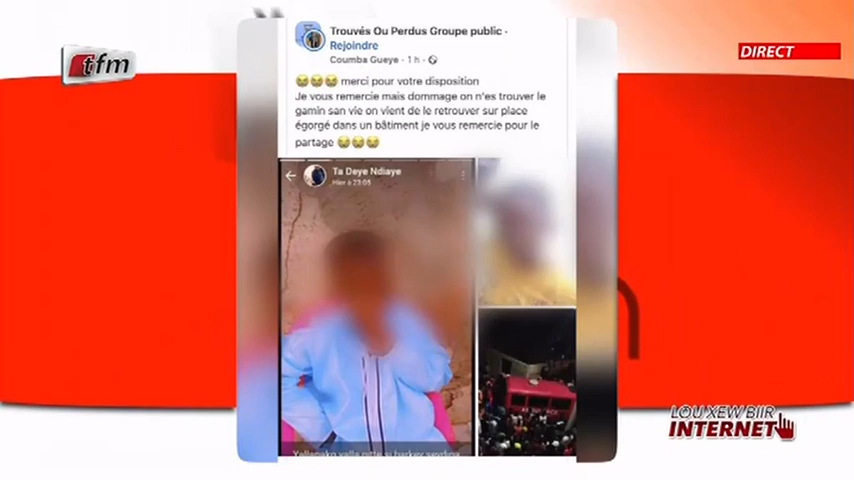 tfm
DIRECT
Trouvés Ou Perdus Groupe public ·
Rejoindre
Coumba Gueye · 1 h ·
😭😭😭 merci pour votre disposition
Je vous remercie mais dommage on n'es trouver le
gamin san vie on vient de le retrouver sur place
égorgé dans un bâtiment je vous remercie pour le
partage 😭😭😭
Ta Deye Ndiaye
Hier à 23:05
LOU XEW BIIR
INTERNET